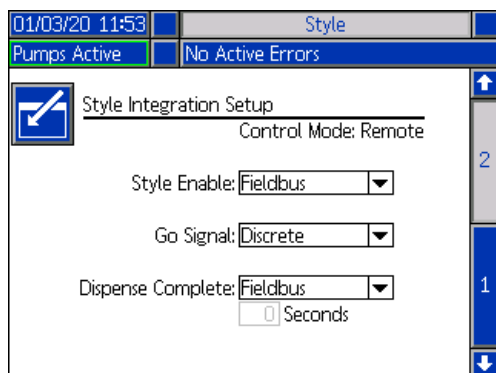 01/03/20 11:53 Style
Pumps Active No Active Errors
Style Integration Setup
Control Mode: Remote
2
Style Enable: Fieldbus
Go Signal: Discrete
Dispense Complete: Fieldbus
1
0 Seconds